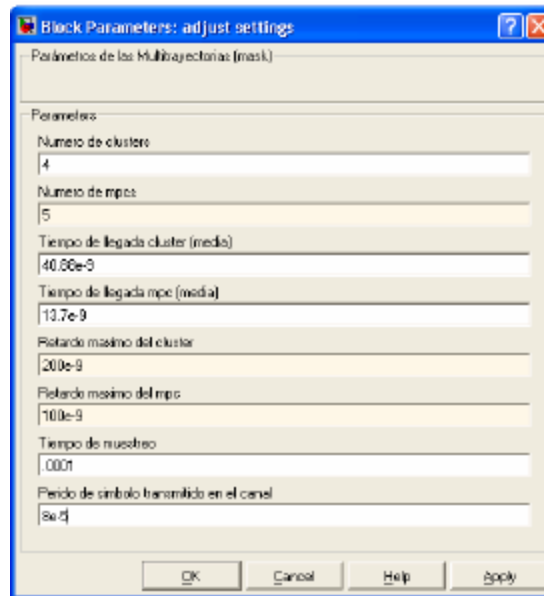 Block Parameters: adjust settings
Parámetros de las Multitrayectorias (mask)
Parameters
Numero de clusters
4
Numero de mpcs
5
Tiempo de llegada cluster (media)
40.88e-9
Tiempo de llegada mpc (media)
13.7e-9
Retardo maximo del cluster
200e-9
Retardo maximo del mpc
100e-9
Tiempo de muestreo
.0001
Perido de simbolo transmitido en el canal
8e-5
OK Cancel Help Apply